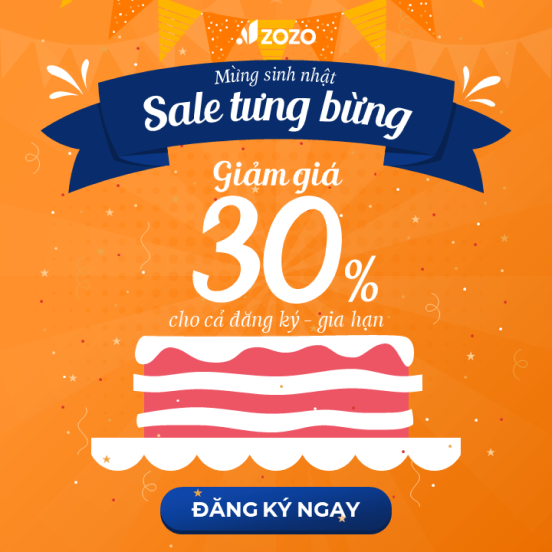 ZOZO
Mừng sinh nhật
Sale tưng bừng
Giảm giá
30%
cho cả đăng ký - gia hạn
ĐĂNG KÝ NGAY